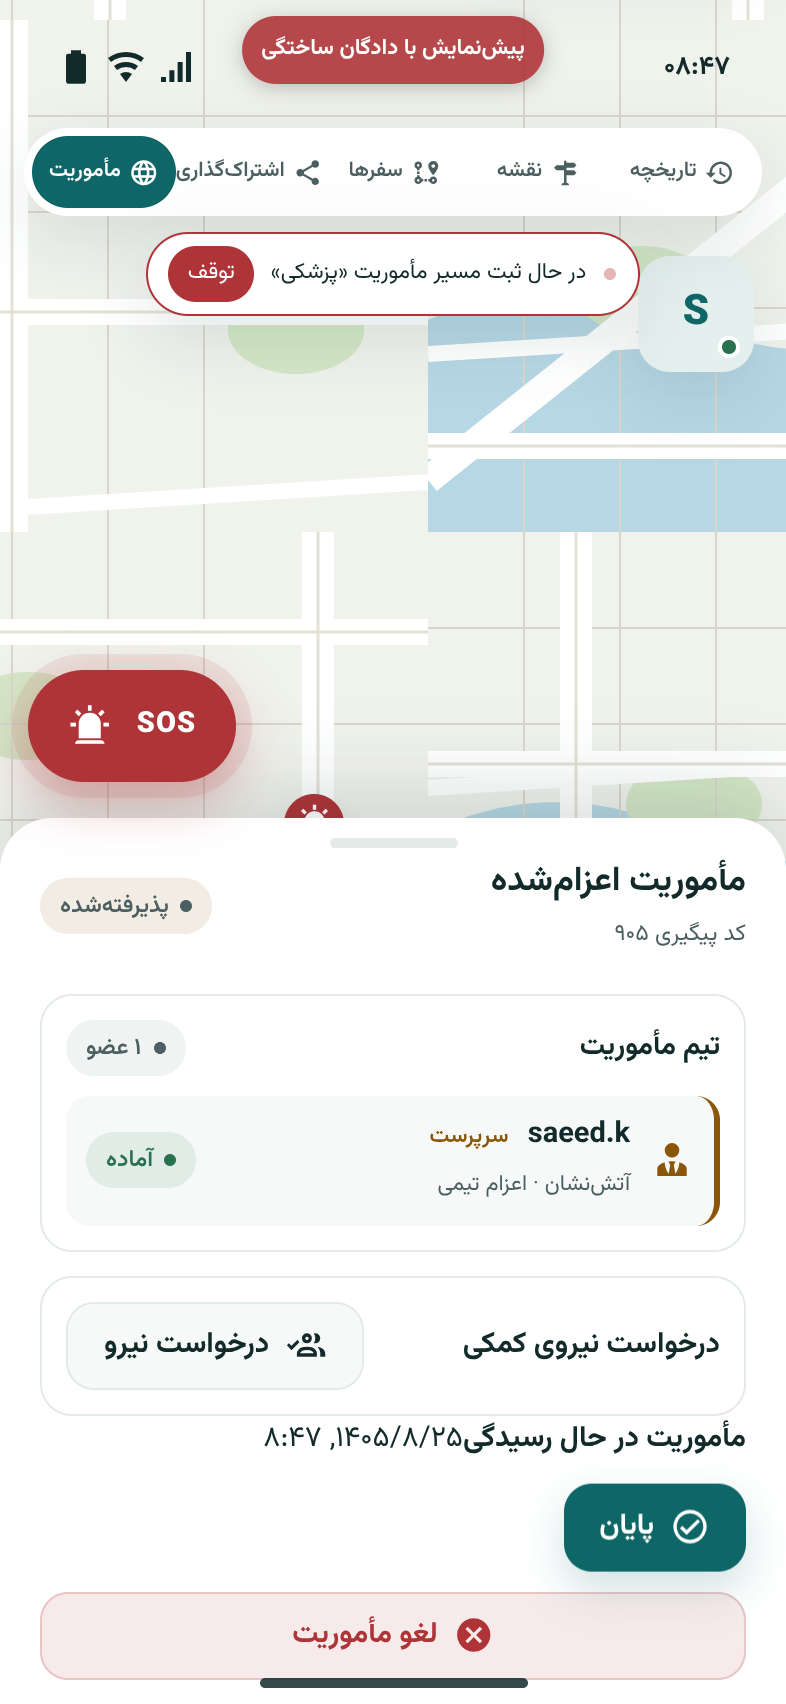 پیش‌نمایش با دادگان ساختگی
۰۸:۴۷
تاریخچه
نقشه
سفرها
اشتراک‌گذاری
مأموریت
در حال ثبت مسیر مأموریت «پزشکی»
توقف
S
SOS
مأموریت اعزام‌شده
پذیرفته‌شده
کد پیگیری ۹۰۵
تیم مأموریت
۱ عضو
saeed.k سرپرست
آتش‌نشان · اعزام تیمی
آماده
درخواست نیروی کمکی
درخواست نیرو
مأموریت در حال رسیدگی۱۴۰۵/۸/۲۵, ۸:۴۷
پایان
لغو مأموریت